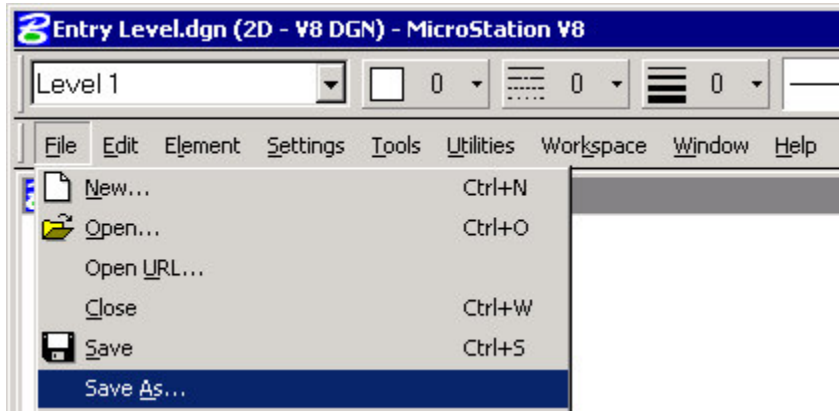 Entry Level.dgn (2D - V8 DGN) - MicroStation V8
Level 1 0 0 0
File Edit Element Settings Tools Utilities Workspace Window Help
New... Ctrl+N
Open... Ctrl+O
Open URL...
Close Ctrl+W
Save Ctrl+S
Save As...